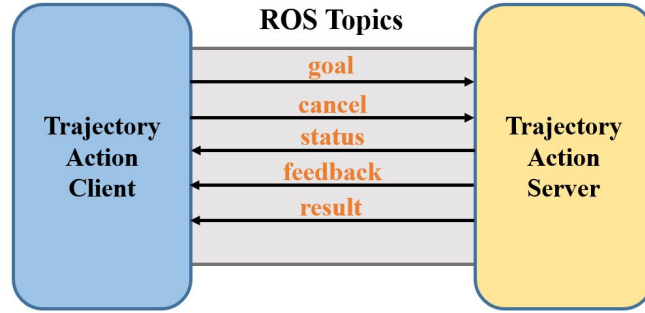 ROS Topics
goal
cancel
status
feedback
result
Trajectory
Action
Client
Trajectory
Action
Server